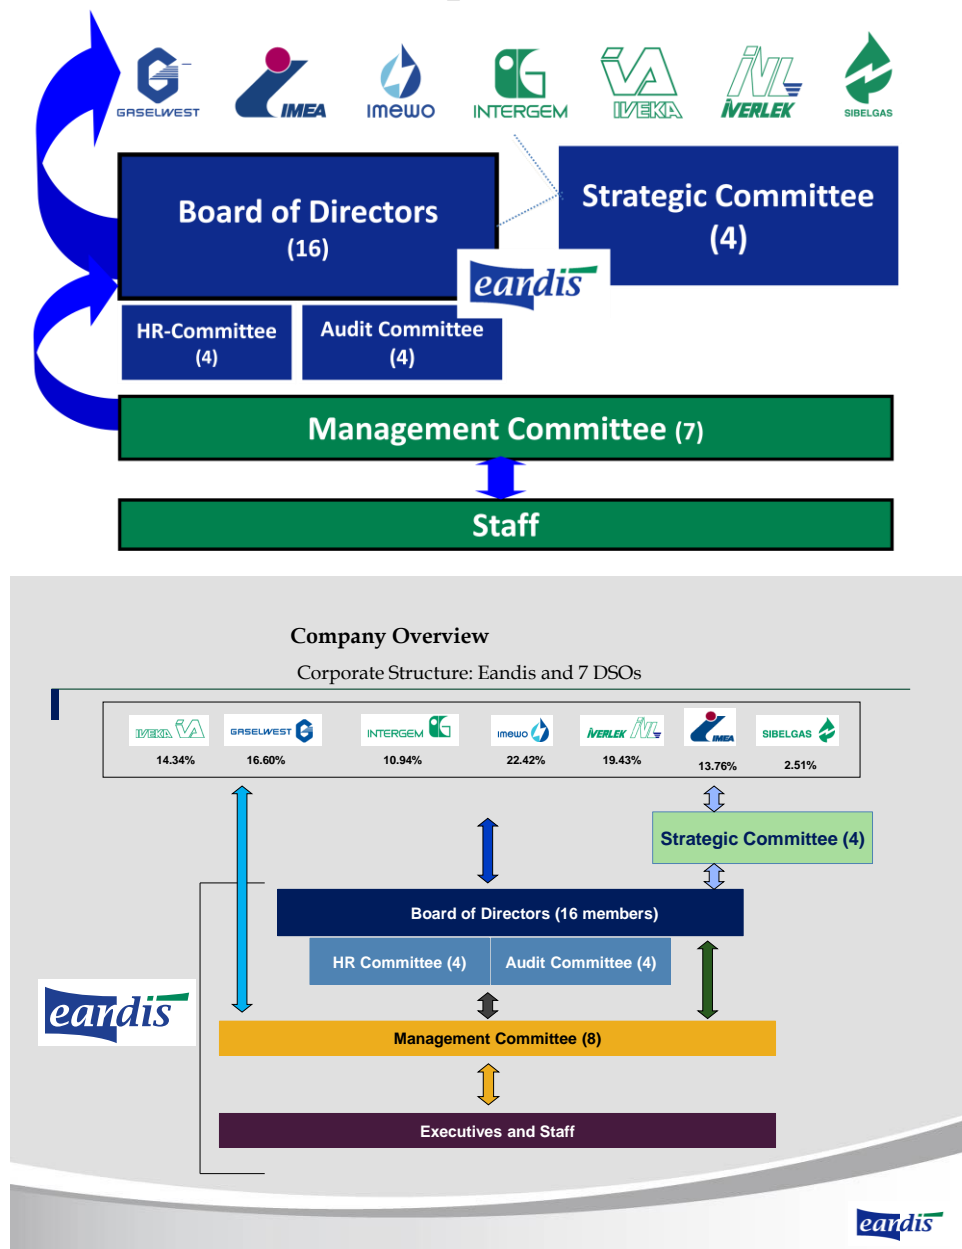 GASELWEST IMEA imewo INTERGEM IVEKA iVERLEK SIBELGAS
Board of Directors
(16)
Strategic Committee
(4)
eandis
HR-Committee
(4)
Audit Committee
(4)
Management Committee (7)
Staff
Company Overview
Corporate Structure: Eandis and 7 DSOs
IVEKA GASELWEST INTERGEM imewo iVERLEK IMEA SIBELGAS
14.34% 16.60% 10.94% 22.42% 19.43% 13.76% 2.51%
Strategic Committee (4)
Board of Directors (16 members)
HR Committee (4) Audit Committee (4)
eandis
Management Committee (8)
Executives and Staff
eandis